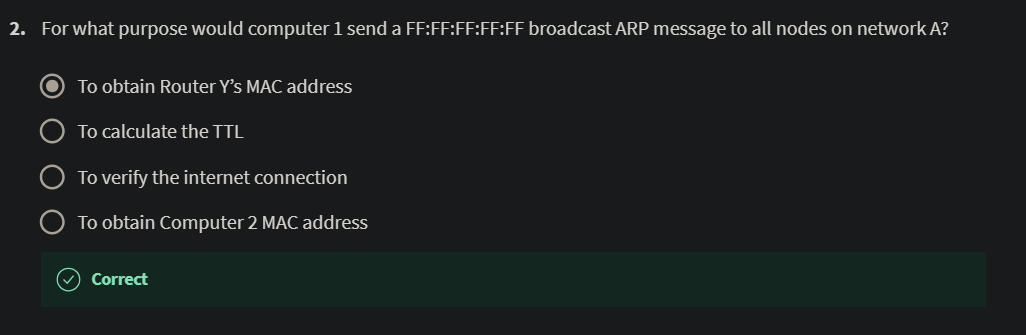 2. For what purpose would computer 1 send a FF:FF:FF:FF:FF broadcast ARP message to all nodes on network A?
To obtain Router Y’s MAC address
To calculate the TTL
To verify the internet connection
To obtain Computer 2 MAC address
Correct